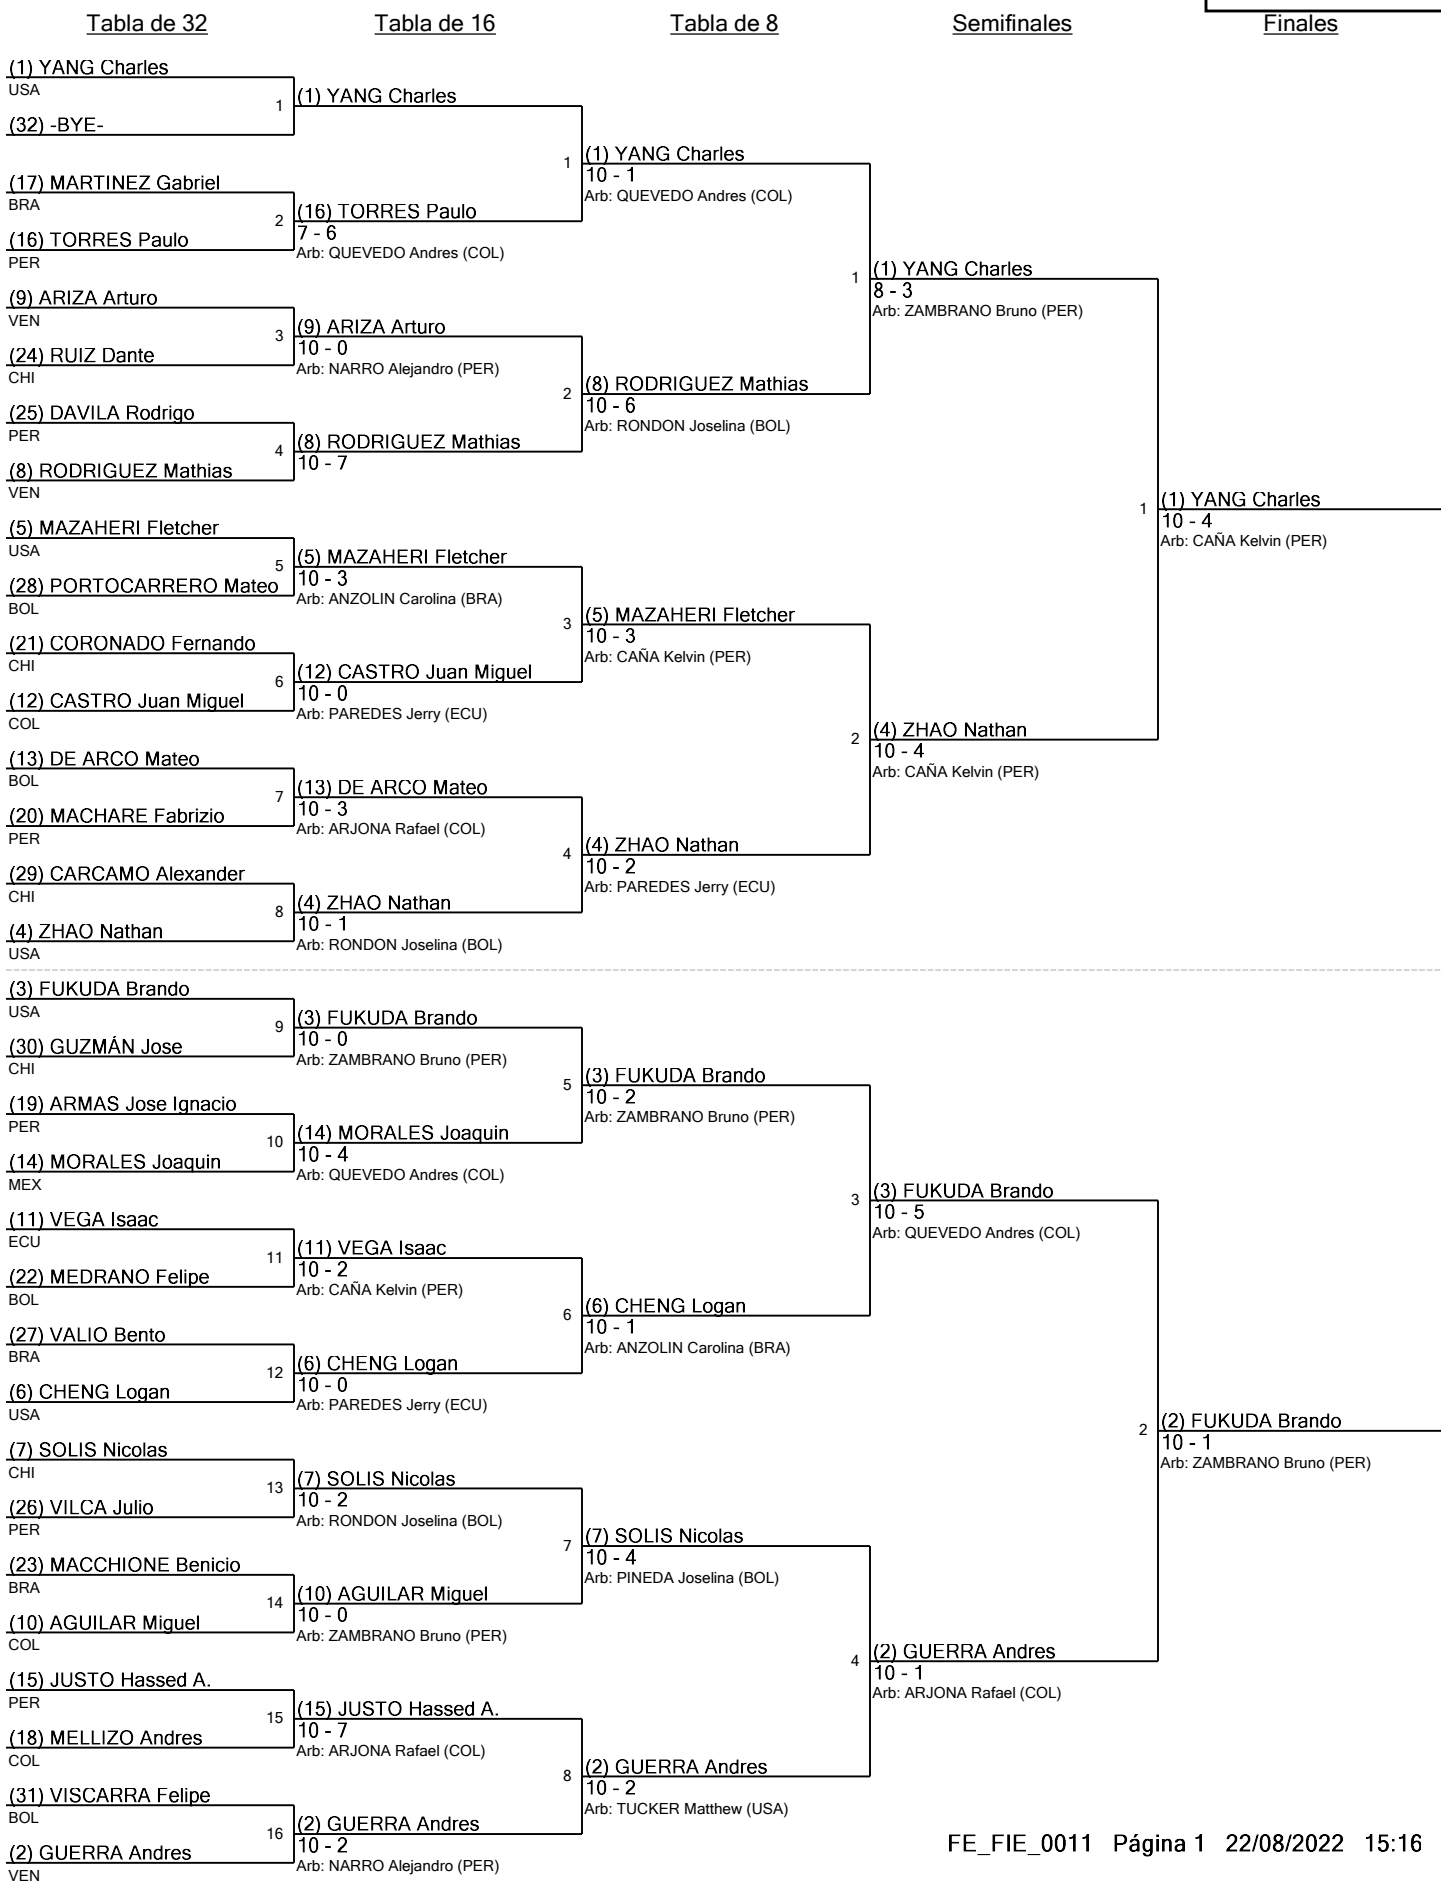 Tabla de 32 Tabla de 16 Tabla de 8 Semifinales Finales
(1) YANG Charles
USA
1
(32) -BYE-
(17) MARTINEZ Gabriel
BRA
2
(16) TORRES Paulo
PER
(9) ARIZA Arturo
VEN
3
(24) RUIZ Dante
CHI
(25) DAVILA Rodrigo
PER
4
(8) RODRIGUEZ Mathias
VEN
(5) MAZAHERI Fletcher
USA
5
(28) PORTOCARRERO Mateo
BOL
(21) CORONADO Fernando
CHI
6
(12) CASTRO Juan Miguel
COL
(13) DE ARCO Mateo
BOL
7
(20) MACHARE Fabrizio
PER
(29) CARCAMO Alexander
CHI
8
(4) ZHAO Nathan
USA
(3) FUKUDA Brando
USA
9
(30) GUZMÁN Jose
CHI
(19) ARMAS Jose Ignacio
PER
10
(14) MORALES Joaquin
MEX
(11) VEGA Isaac
ECU
11
(22) MEDRANO Felipe
BOL
(27) VALIO Bento
BRA
12
(6) CHENG Logan
USA
(7) SOLIS Nicolas
CHI
13
(26) VILCA Julio
PER
(23) MACCHIONE Benicio
BRA
14
(10) AGUILAR Miguel
COL
(15) JUSTO Hassed A.
PER
15
(18) MELLIZO Andres
COL
(31) VISCARRA Felipe
BOL
16
(2) GUERRA Andres
VEN
(1) YANG Charles
1
(16) TORRES Paulo
7 - 6
Arb: QUEVEDO Andres (COL)
(9) ARIZA Arturo
10 - 0
Arb: NARRO Alejandro (PER)
2
(8) RODRIGUEZ Mathias
10 - 7
(5) MAZAHERI Fletcher
10 - 3
Arb: ANZOLIN Carolina (BRA)
3
(12) CASTRO Juan Miguel
10 - 0
Arb: PAREDES Jerry (ECU)
(13) DE ARCO Mateo
10 - 3
Arb: ARJONA Rafael (COL)
4
(4) ZHAO Nathan
10 - 1
Arb: RONDON Joselina (BOL)
(3) FUKUDA Brando
10 - 0
Arb: ZAMBRANO Bruno (PER)
5
(14) MORALES Joaquin
10 - 4
Arb: QUEVEDO Andres (COL)
(11) VEGA Isaac
10 - 2
Arb: CAÑA Kelvin (PER)
6
(6) CHENG Logan
10 - 0
Arb: PAREDES Jerry (ECU)
(7) SOLIS Nicolas
10 - 2
Arb: RONDON Joselina (BOL)
7
(10) AGUILAR Miguel
10 - 0
Arb: ZAMBRANO Bruno (PER)
(15) JUSTO Hassed A.
10 - 7
Arb: ARJONA Rafael (COL)
8
(2) GUERRA Andres
10 - 2
Arb: NARRO Alejandro (PER)
(1) YANG Charles
10 - 1
Arb: QUEVEDO Andres (COL)
1
(8) RODRIGUEZ Mathias
10 - 6
Arb: RONDON Joselina (BOL)
(5) MAZAHERI Fletcher
10 - 3
Arb: CAÑA Kelvin (PER)
2
(4) ZHAO Nathan
10 - 2
Arb: PAREDES Jerry (ECU)
(3) FUKUDA Brando
10 - 2
Arb: ZAMBRANO Bruno (PER)
3
(6) CHENG Logan
10 - 1
Arb: ANZOLIN Carolina (BRA)
(7) SOLIS Nicolas
10 - 4
Arb: PINEDA Joselina (BOL)
4
(2) GUERRA Andres
10 - 2
Arb: TUCKER Matthew (USA)
(1) YANG Charles
8 - 3
Arb: ZAMBRANO Bruno (PER)
1
(4) ZHAO Nathan
10 - 4
Arb: CAÑA Kelvin (PER)
(3) FUKUDA Brando
10 - 5
Arb: QUEVEDO Andres (COL)
2
(2) GUERRA Andres
10 - 1
Arb: ARJONA Rafael (COL)
(1) YANG Charles
10 - 4
Arb: CAÑA Kelvin (PER)
(2) FUKUDA Brando
10 - 1
Arb: ZAMBRANO Bruno (PER)
FE_FIE_0011 Página 1 22/08/2022 15:16